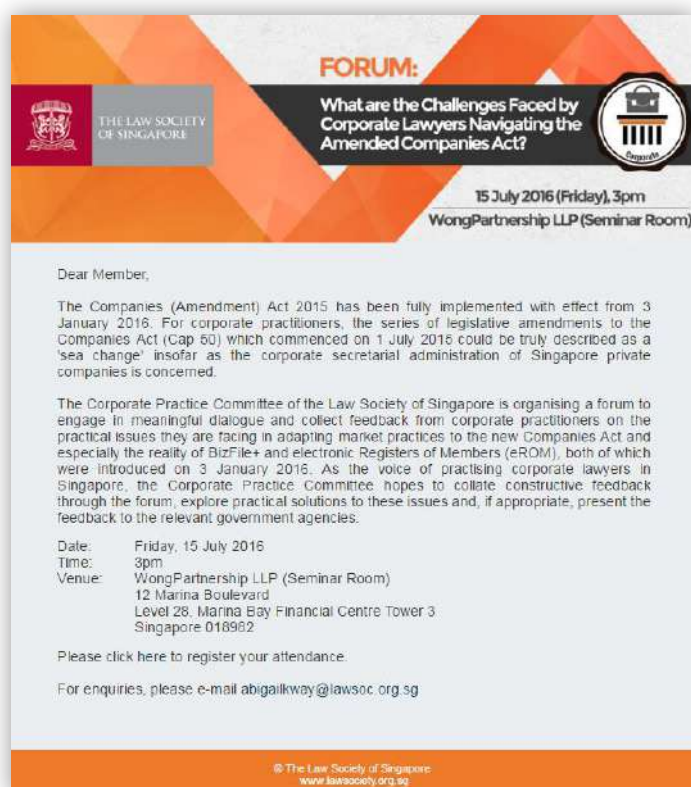 FORUM:
THE LAW SOCIETY
OF SINGAPORE
What are the Challenges Faced by
Corporate Lawyers Navigating the
Amended Companies Act?
Corporate
15 July 2016 (Friday), 3pm
WongPartnership LLP (Seminar Room)
Dear Member,
The Companies (Amendment) Act 2015 has been fully implemented with effect from 3
January 2016. For corporate practitioners, the series of legislative amendments to the
Companies Act (Cap 50) which commenced on 1 July 2015 could be truly described as a
'sea change' insofar as the corporate secretarial administration of Singapore private
companies is concerned.
The Corporate Practice Committee of the Law Society of Singapore is organising a forum to
engage in meaningful dialogue and collect feedback from corporate practitioners on the
practical issues they are facing in adapting market practices to the new Companies Act and
especially the reality of BizFile+ and electronic Registers of Members (eROM), both of which
were introduced on 3 January 2016. As the voice of practising corporate lawyers in
Singapore, the Corporate Practice Committee hopes to collate constructive feedback
through the forum, explore practical solutions to these issues and, if appropriate, present the
feedback to the relevant government agencies.
Date: Friday, 15 July 2016
Time: 3pm
Venue: WongPartnership LLP (Seminar Room)
12 Marina Boulevard
Level 28, Marina Bay Financial Centre Tower 3
Singapore 018982
Please click here to register your attendance.
For enquiries, please e-mail abigailkway@lawsoc.org.sg
© The Law Society of Singapore
www.lawsociety.org.sg